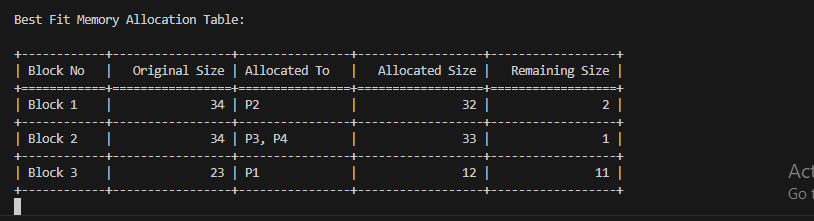 Best Fit Memory Allocation Table:
+------------+-----------------+----------------+------------------+------------------+
| Block No   |   Original Size | Allocated To   |   Allocated Size |   Remaining Size |
+============+=================+================+==================+==================+
| Block 1    |              34 | P2             |               32 |                2 |
+------------+-----------------+----------------+------------------+------------------+
| Block 2    |              34 | P3, P4         |               33 |                1 |
+------------+-----------------+----------------+------------------+------------------+
| Block 3    |              23 | P1             |               12 |               11 |
+------------+-----------------+----------------+------------------+------------------+
Act
Go t